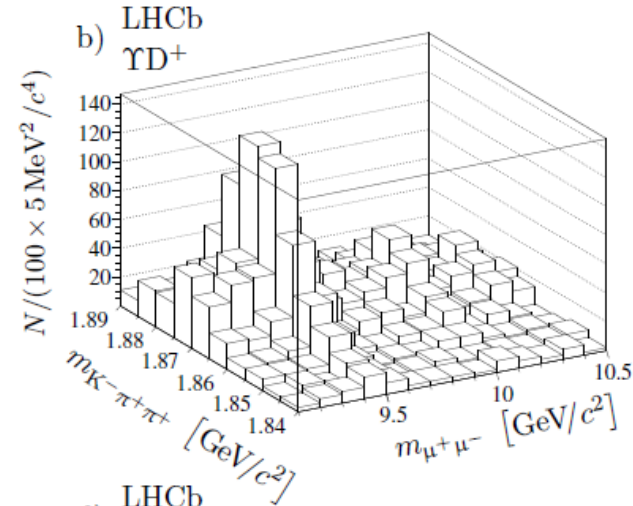 b) LHCb
ΥD⁺
N/(100 × 5 MeV²/c⁴)
140
120
100
80
60
40
20
1.89
1.88
1.87
1.86
1.85
1.84
m_{K⁻π⁺π⁺} [GeV/c²]
9.5
10
10.5
m_{μ⁺μ⁻} [GeV/c²]
LHCb